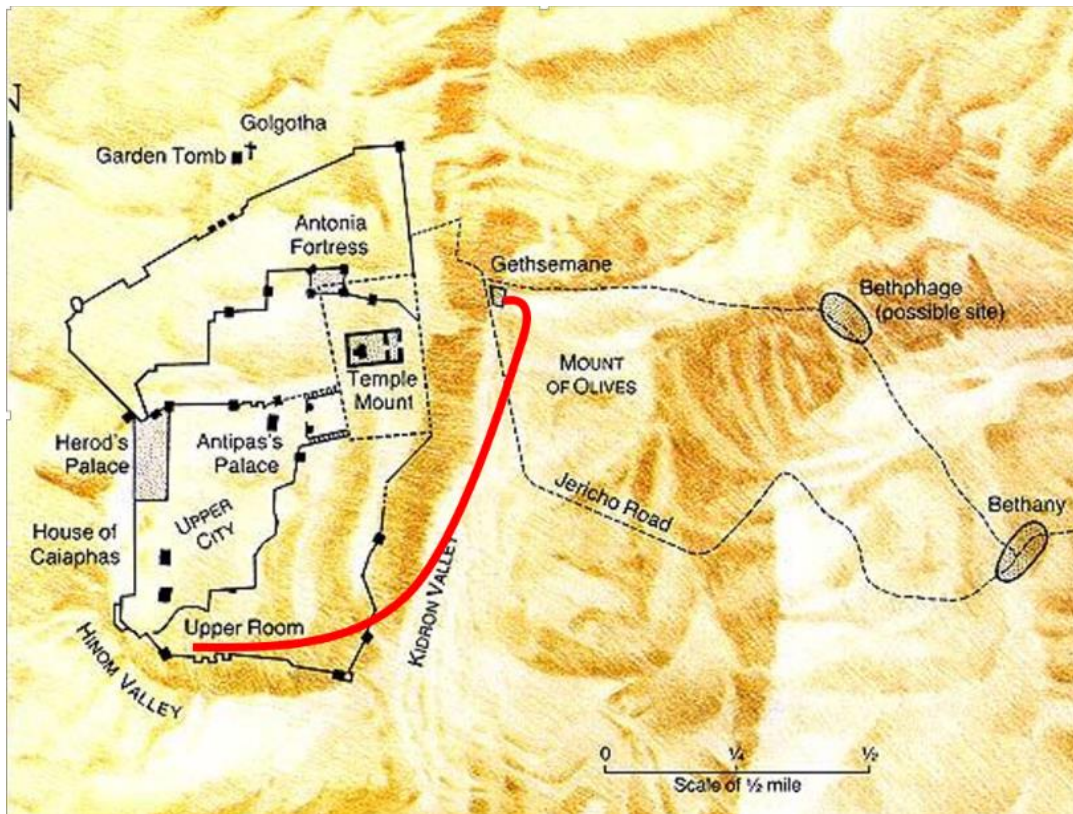 N
Golgotha
Garden Tomb
Antonia
Fortress
Gethsemane
Bethphage
(possible site)
MOUNT
OF OLIVES
Temple
Mount
Herod's
Palace
Antipas's
Palace
Jericho Road
Bethany
UPPER
CITY
House of
Caiaphas
Upper Room
KIDRON VALLEY
HINOM VALLEY
0 ¼ ½
Scale of ½ mile